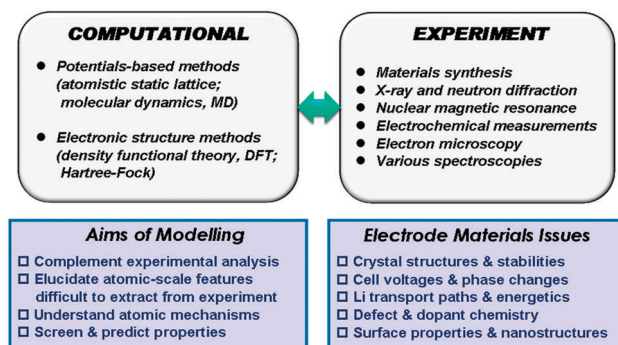 COMPUTATIONAL
● Potentials-based methods
(atomistic static lattice;
molecular dynamics, MD)
● Electronic structure methods
(density functional theory, DFT;
Hartree-Fock)
EXPERIMENT
● Materials synthesis
● X-ray and neutron diffraction
● Nuclear magnetic resonance
● Electrochemical measurements
● Electron microscopy
● Various spectroscopies
Aims of Modelling
□ Complement experimental analysis
□ Elucidate atomic-scale features
difficult to extract from experiment
□ Understand atomic mechanisms
□ Screen & predict properties
Electrode Materials Issues
□ Crystal structures & stabilities
□ Cell voltages & phase changes
□ Li transport paths & energetics
□ Defect & dopant chemistry
□ Surface properties & nanostructures